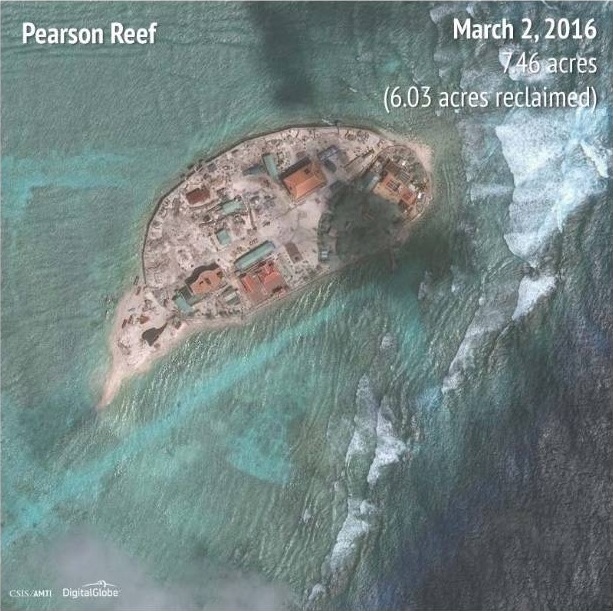 Pearson Reef
March 2, 2016
7.46 acres
(6.03 acres reclaimed)
CSIS/AMTI
DigitalGlobe